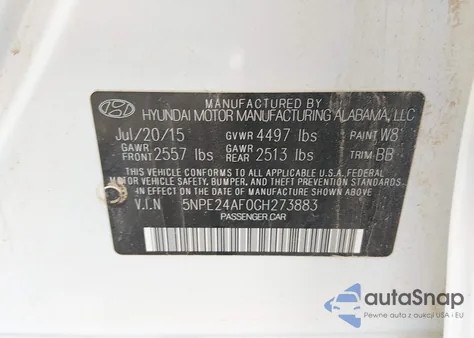 MANUFACTURED BY
HYUNDAI MOTOR MANUFACTURING ALABAMA, LLC
Jul/20/15 GVWR 4497 lbs PAINT W8
GAWR FRONT 2557 lbs GAWR REAR 2513 lbs TRIM BB
THIS VEHICLE CONFORMS TO ALL APPLICABLE U.S.A. FEDERAL
MOTOR VEHICLE SAFETY, BUMPER, AND THEFT PREVENTION STANDARDS
IN EFFECT ON THE DATE OF MANUFACTURE SHOWN ABOVE.
V.I.N 5NPE24AF0GH273883
PASSENGER CAR
autoSnap
Pewne auta z aukcji USA i EU